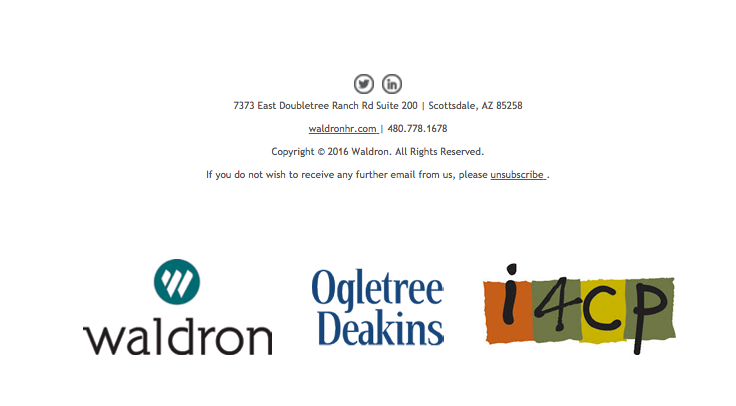 7373 East Doubletree Ranch Rd Suite 200 | Scottsdale, AZ 85258
waldronhr.com | 480.778.1678
Copyright © 2016 Waldron. All Rights Reserved.
If you do not wish to receive any further email from us, please unsubscribe .
waldron
Ogletree
Deakins
i4cp